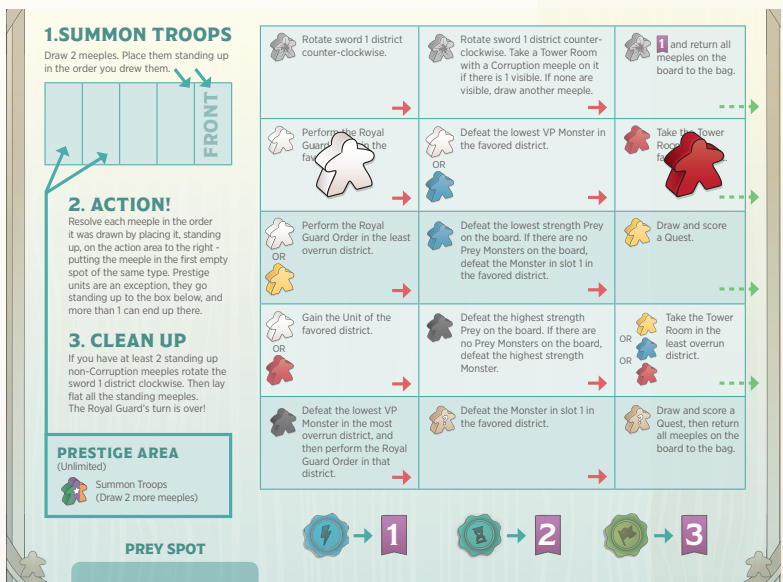 1.SUMMON TROOPS
Draw 2 meeples. Place them standing up
in the order you drew them.
FRONT
2. ACTION!
Resolve each meeple in the order
it was drawn by placing it, standing
up, on the action area to the right -
putting the meeple in the first empty
spot of the same type. Prestige
units are an exception, they go
standing up to the box below, and
more than 1 can end up there.
3. CLEAN UP
If you have at least 2 standing up
non-Corruption meeples rotate the
sword 1 district clockwise. Then lay
flat all the standing meeples.
The Royal Guard's turn is over!
PRESTIGE AREA
(Unlimited)
Summon Troops
(Draw 2 more meeples)
PREY SPOT
Rotate sword 1 district
counter-clockwise.
Rotate sword 1 district counter-
clockwise. Take a Tower Room
with a Corruption meeple on it
if there is 1 visible. If none are
visible, draw another meeple.
1 and return all
meeples on the
board to the bag.
Perform the Royal
Guard in the
Defeat the lowest VP Monster in
the favored district.
OR
Take the Tower
Perform the Royal
Guard Order in the least
overrun district.
OR
Defeat the lowest strength Prey
on the board. If there are no
Prey Monsters on the board,
defeat the Monster in slot 1 in
the favored district.
Draw and score
a Quest.
Gain the Unit of the
favored district.
OR
Defeat the highest strength
Prey on the board. If there are
no Prey Monsters on the board,
defeat the highest strength
Monster.
Take the Tower
Room in the
least overrun
district.
OR
OR
Defeat the lowest VP
Monster in the most
overrun district, and
then perform the Royal
Guard Order in that
district.
Defeat the Monster in slot 1 in
the favored district.
Draw and score a
Quest, then return
all meeples on the
board to the bag.
1
2
3